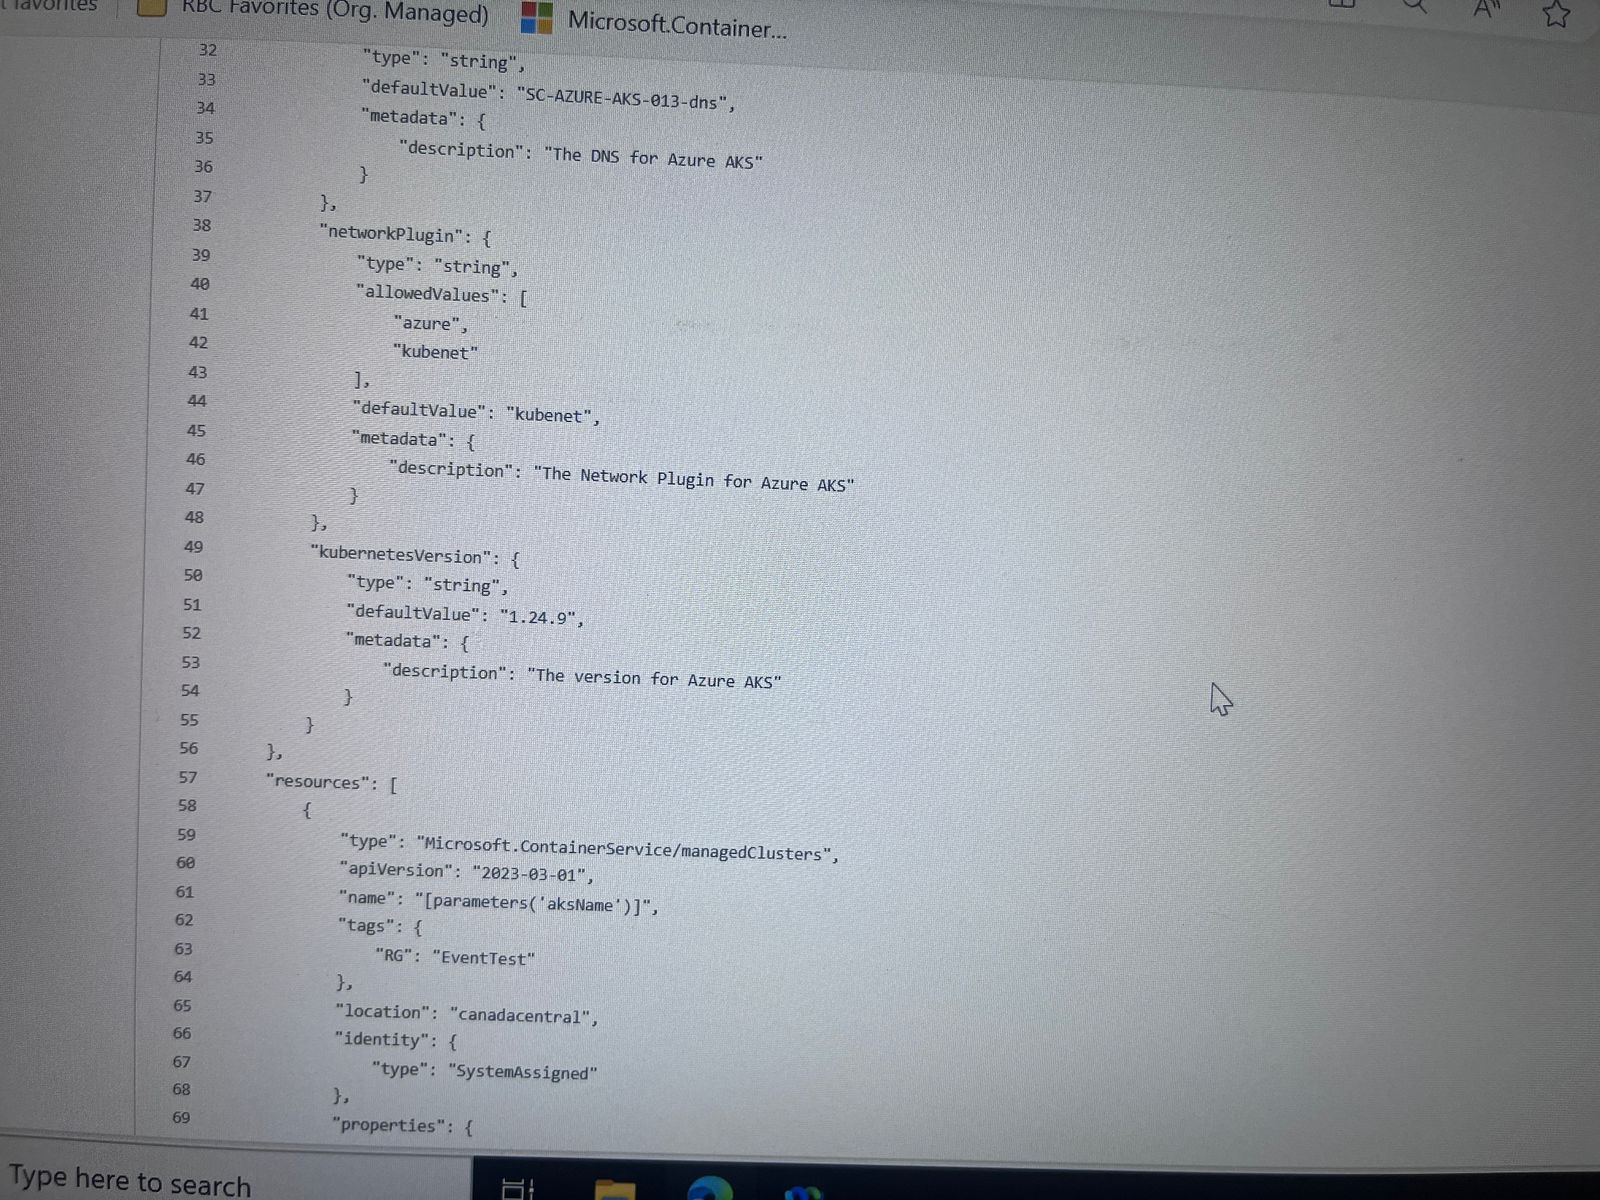 favorites
RBC Favorites (Org. Managed)
Microsoft.Container...
32 "type": "string",
33 "defaultValue": "SC-AZURE-AKS-013-dns",
34 "metadata": {
35 "description": "The DNS for Azure AKS"
36 }
37 },
38 "networkPlugin": {
39 "type": "string",
40 "allowedValues": [
41 "azure",
42 "kubenet"
43 ],
44 "defaultValue": "kubenet",
45 "metadata": {
46 "description": "The Network Plugin for Azure AKS"
47 }
48 },
49 "kubernetesVersion": {
50 "type": "string",
51 "defaultValue": "1.24.9",
52 "metadata": {
53 "description": "The version for Azure AKS"
54 }
55 }
56 },
57 "resources": [
58 {
59 "type": "Microsoft.ContainerService/managedClusters",
60 "apiVersion": "2023-03-01",
61 "name": "[parameters('aksName')]",
62 "tags": {
63 "RG": "EventTest"
64 },
65 "location": "canadacentral",
66 "identity": {
67 "type": "SystemAssigned"
68 },
69 "properties": {
Type here to search